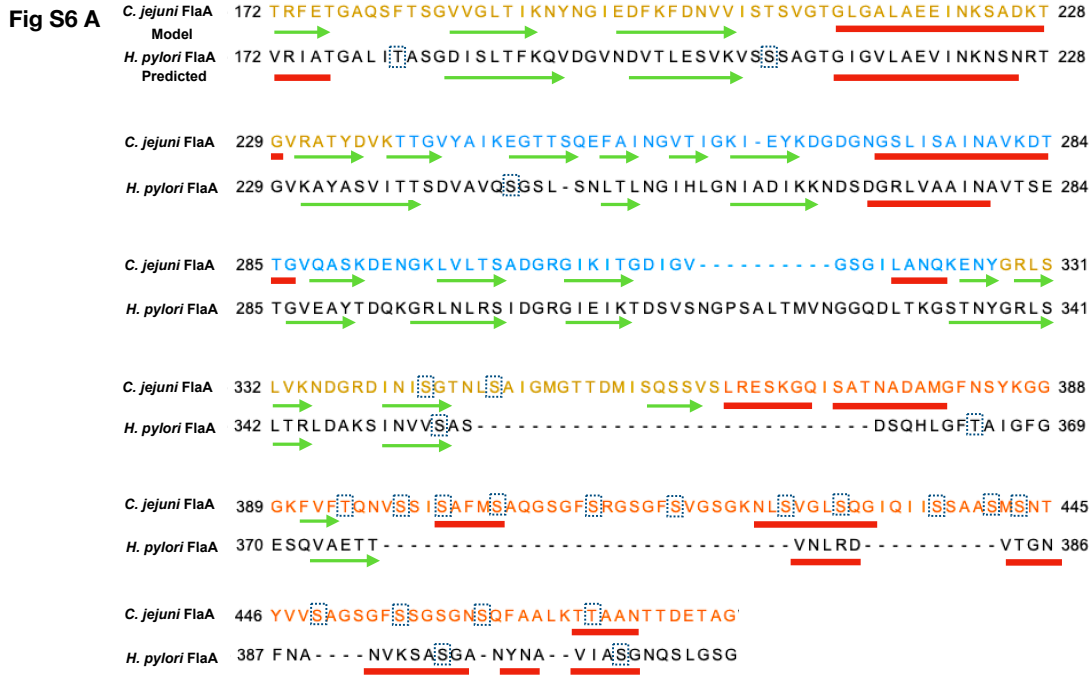 Fig S6 A
C. jejuni FlaA 172 TRFETGAQSFTSGVVGLTIKNYNGIEDFKFDNVVISTSVGTGLGALAEEINKSADKT 228
Model
H. pylori FlaA 172 VRIATGALITASGDISLTFKQVDGVNDVTLESVKVSSSAGTGIGVLAEVINKNSNRT 228
Predicted
C. jejuni FlaA 229 GVRATYDVKTTGVYAIKEGTTSQEFAINGVTIGKI-EYKDGDGNGSLISAINAVKDT 284
H. pylori FlaA 229 GVKAYASVITTSDVAVQSGSL-SNLTLNGIHLGNIADIKKNDSDGRLVAAINAVTSE 284
C. jejuni FlaA 285 TGVQASKDENGKLVLTSADGRGIKITGDIGV----------GSGILANQKENYGRLS 331
H. pylori FlaA 285 TGVEAYTDQKGRLNLRSIDGRGIEIKTDSVSNGPSALTMVNGGQDLTKGSTNYGRLS 341
C. jejuni FlaA 332 LVKNDGRDINISGTNLSAIGMGTTDMISQSSVSLRESKGQISATNADAMGFNSYKGG 388
H. pylori FlaA 342 LTRLDAKSINVVSAS-----------------------------DSQHLGFTAIGFG 369
C. jejuni FlaA 389 GKFVFTQNVSSISAFMSAQGSGFSRGSGFSVGSGKNLSVGLSQGIQIISSAASMSNT 445
H. pylori FlaA 370 ESQVAETT------------------------------VNLRD----------VTGN 386
C. jejuni FlaA 446 YVVSAGSGFSSGSGNSQFAALKTTAANTTDETAG'
H. pylori FlaA 387 FNA----NVKSASGA-NYNA--VIASGNQSLGSG